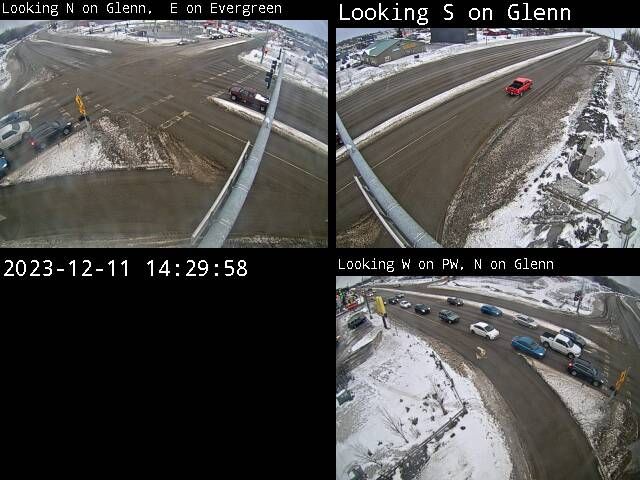 Looking N on Glenn,  E on Evergreen
Looking S on Glenn
2023-12-11 14:29:58
Looking W on PW, N on Glenn